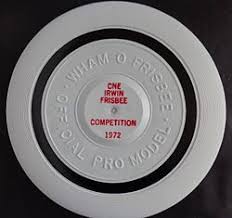 WHAM-O FRISBEE
CNE
IRWIN
FRISBEE
COMPETITION
1972
OFFICIAL PRO MODEL